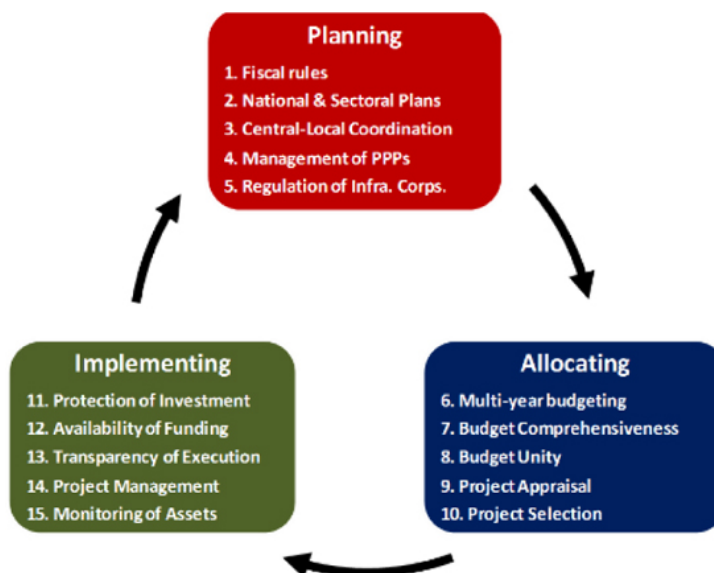 Planning
1. Fiscal rules
2. National & Sectoral Plans
3. Central-Local Coordination
4. Management of PPPs
5. Regulation of Infra. Corps.
Implementing
11. Protection of Investment
12. Availability of Funding
13. Transparency of Execution
14. Project Management
15. Monitoring of Assets
Allocating
6. Multi-year budgeting
7. Budget Comprehensiveness
8. Budget Unity
9. Project Appraisal
10. Project Selection